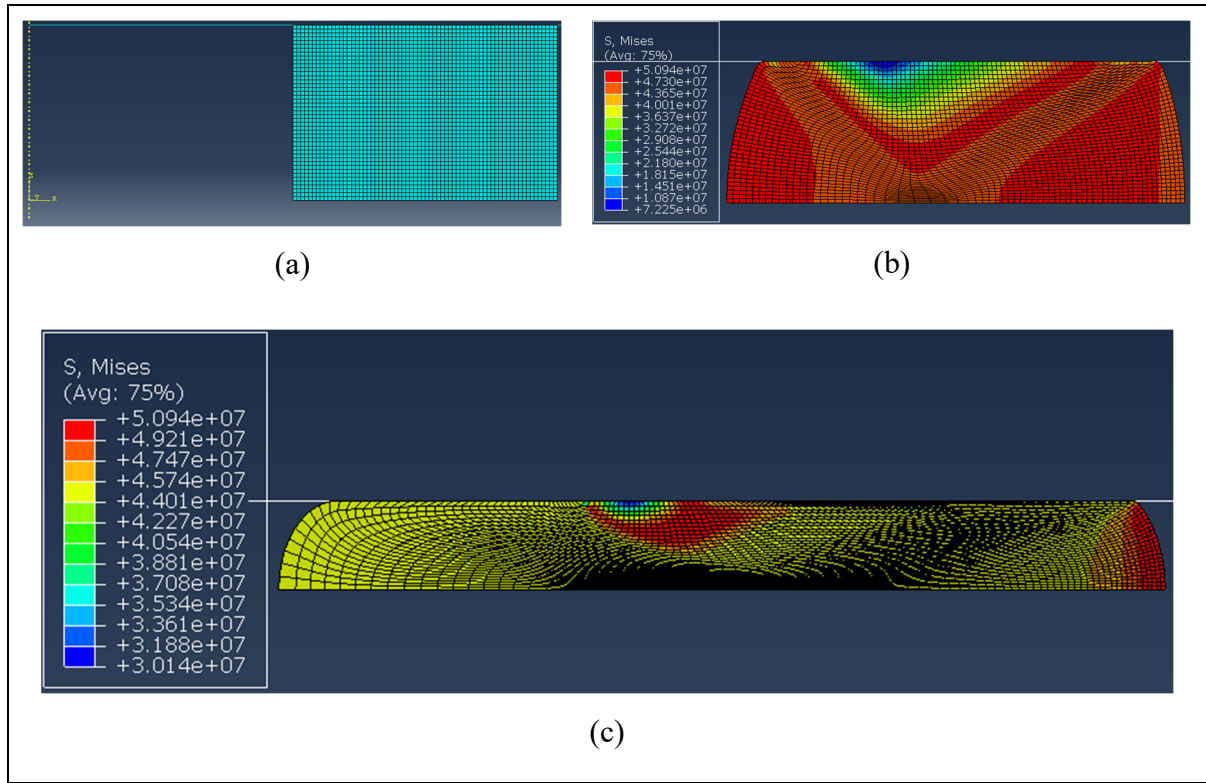 S, Mises
(Avg: 75%)
+5.094e+07
+4.730e+07
+4.365e+07
+4.001e+07
+3.637e+07
+3.272e+07
+2.908e+07
+2.544e+07
+2.180e+07
+1.815e+07
+1.451e+07
+1.087e+07
+7.225e+06
(a)
(b)
S, Mises
(Avg: 75%)
+5.094e+07
+4.921e+07
+4.747e+07
+4.574e+07
+4.401e+07
+4.227e+07
+4.054e+07
+3.881e+07
+3.708e+07
+3.534e+07
+3.361e+07
+3.188e+07
+3.014e+07
(c)